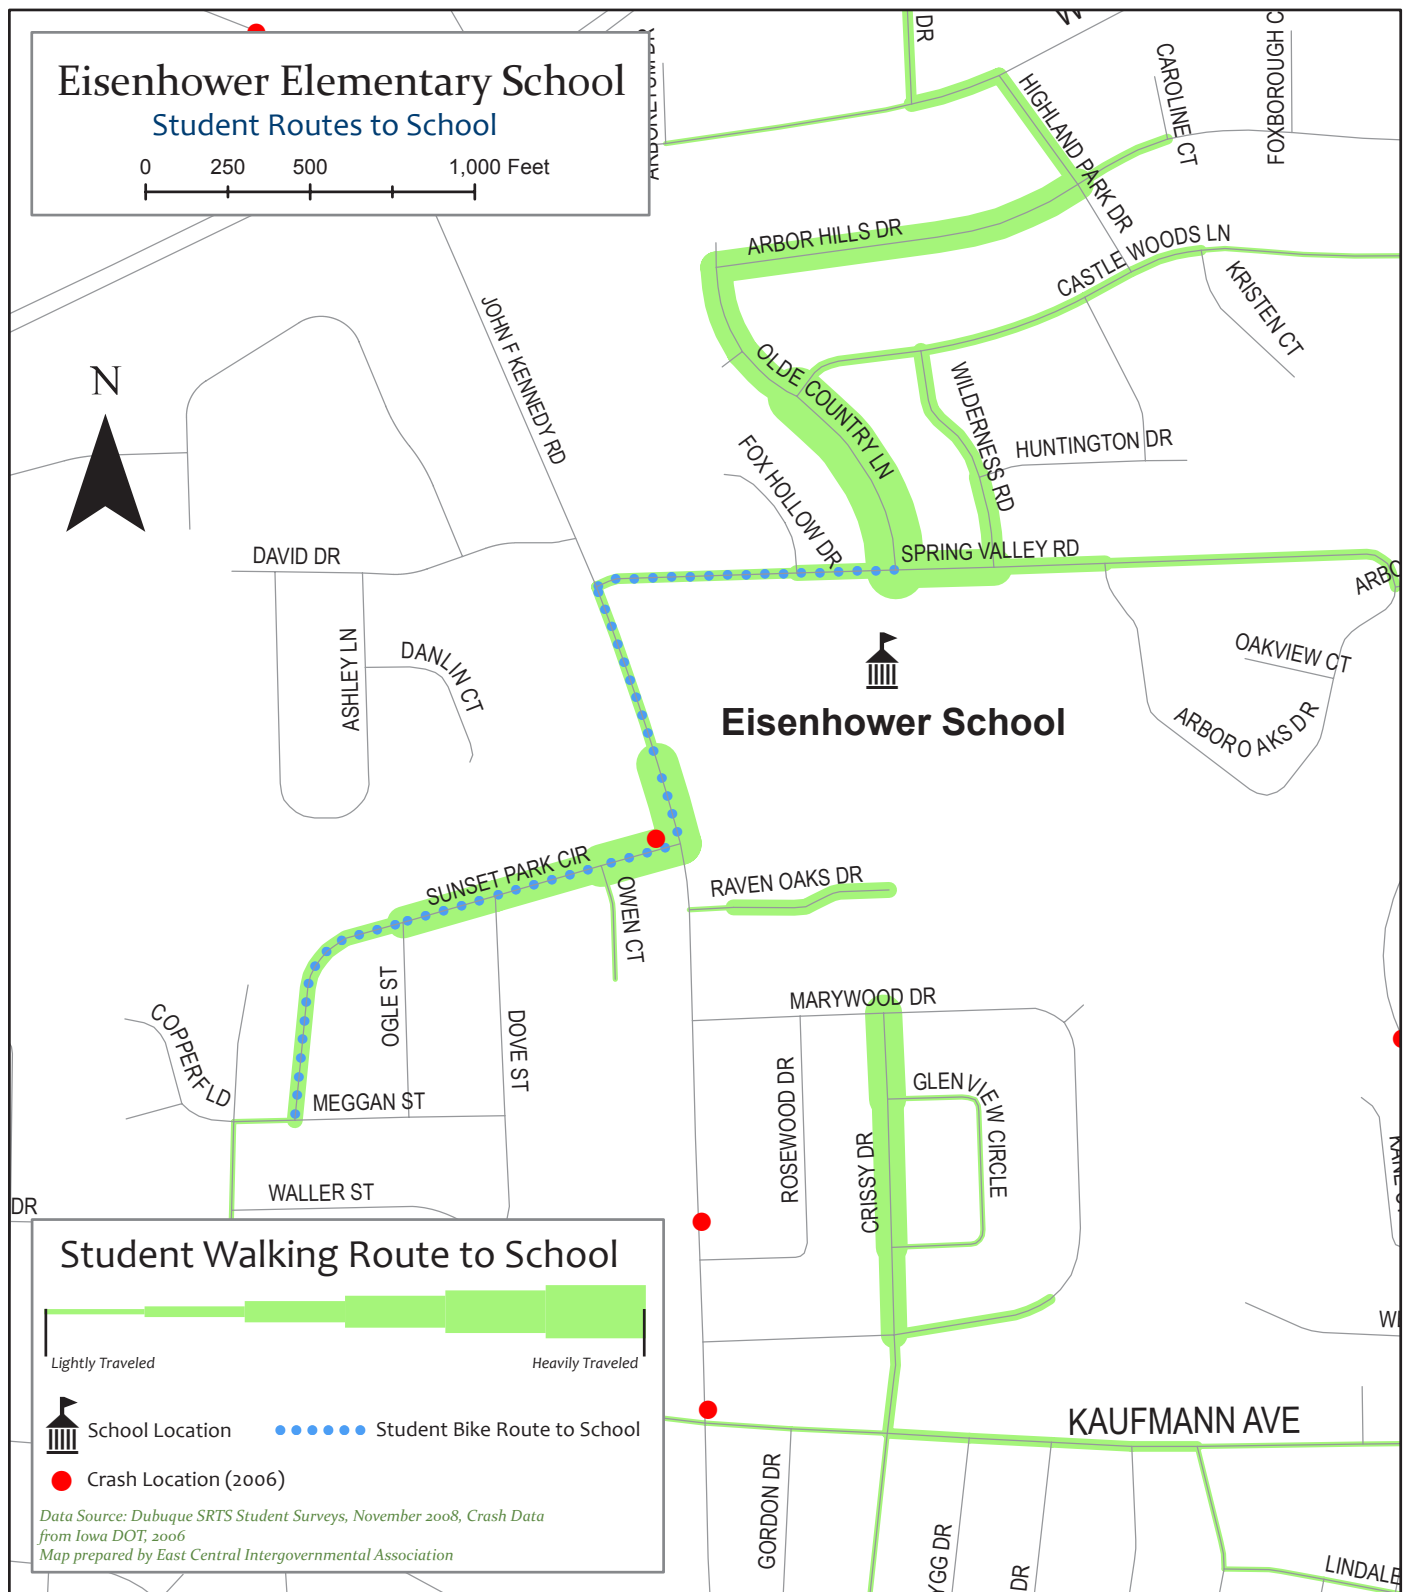 Eisenhower Elementary School
Student Routes to School
0 250 500 1,000 Feet
DR
HIGHLAND PARK DR
CAROLINE CT
FOXBOROUGH C
ARBOR HILLS DR
CASTLE WOODS LN
KRISTEN CT
JOHN F KENNEDY RD
N
OLDE COUNTRY LN
WILDERNESS RD
HUNTINGTON DR
FOX HOLLOW DR
SPRING VALLEY RD
DAVID DR
ARBO
ASHLEY LN
DANLIN CT
OAKVIEW CT
Eisenhower School
ARBORO AKS DR
SUNSET PARK CIR
OWEN CT
RAVEN OAKS DR
OGLE ST
DOVE ST
MARYWOOD DR
COPPERFLD
MEGGAN ST
ROSEWOOD DR
GLEN VIEW CIRCLE
CRISSY DR
WALLER ST
DR
Student Walking Route to School
Lightly Traveled Heavily Traveled
School Location Student Bike Route to School
Crash Location (2006)
Data Source: Dubuque SRTS Student Surveys, November 2008, Crash Data
from Iowa DOT, 2006
Map prepared by East Central Intergovernmental Association
KAUFMANN AVE
GORDON DR
YGG DR
DR
LINDALE